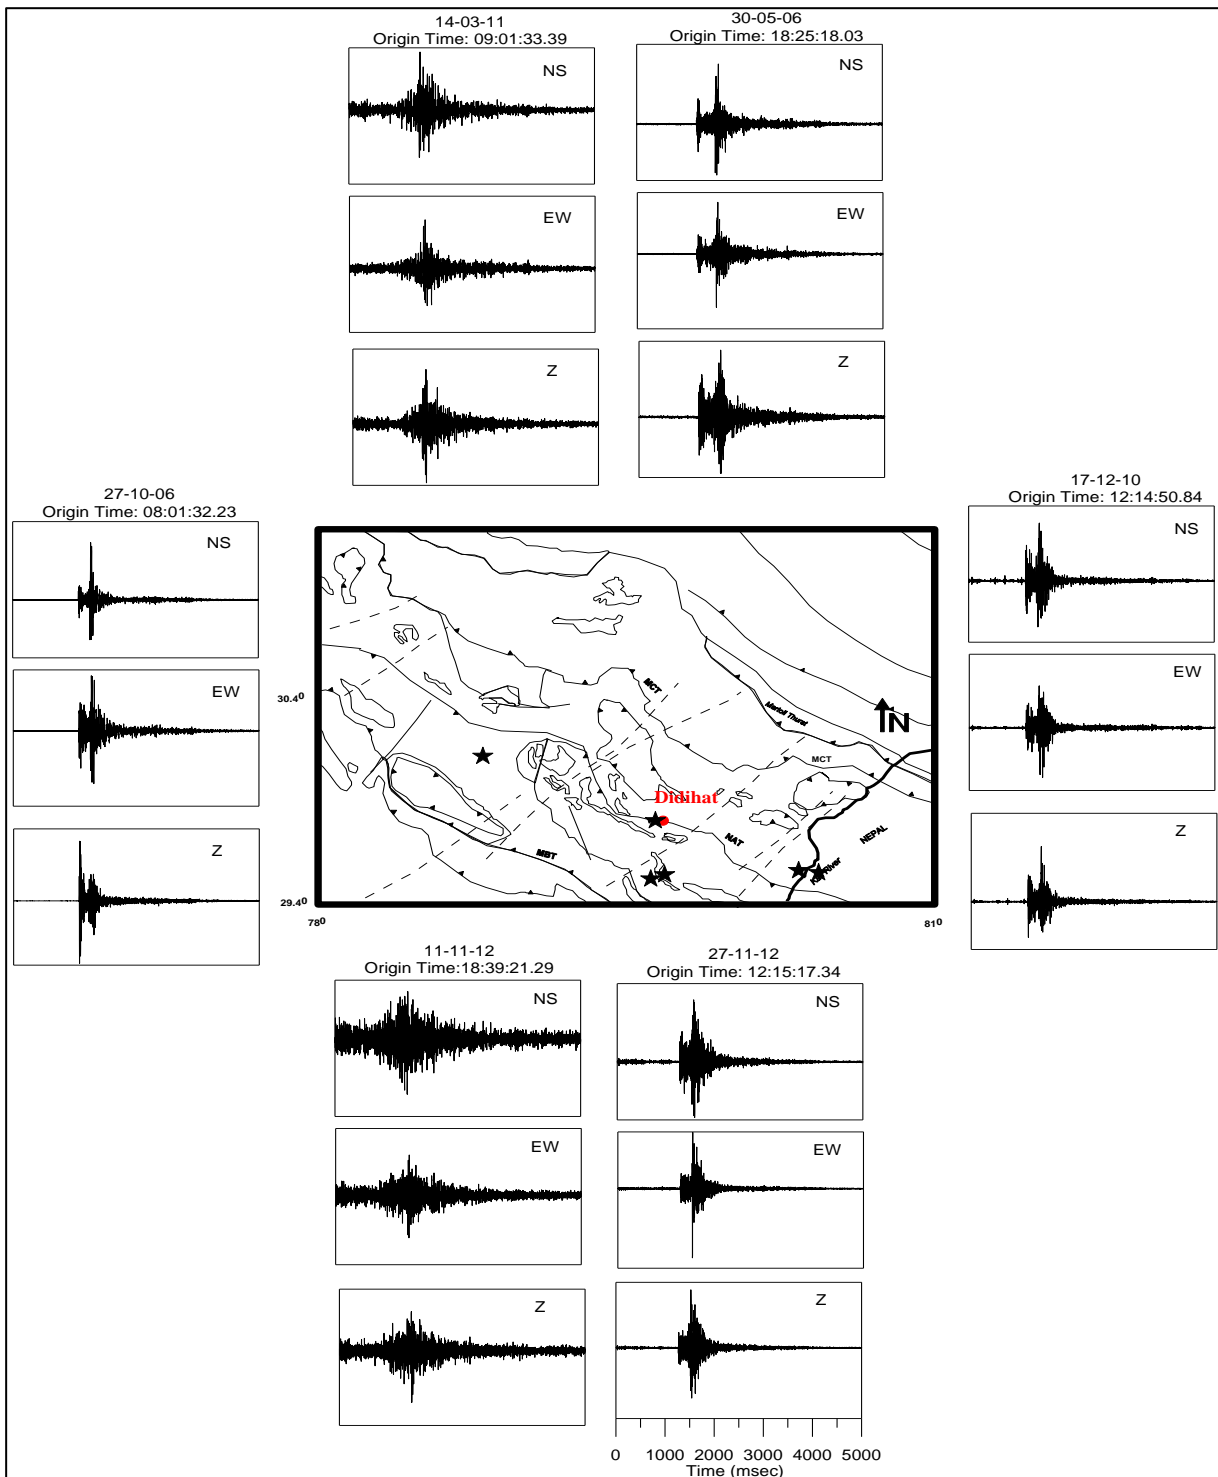 14-03-11
Origin Time: 09:01:33.39
NS
EW
Z
30-05-06
Origin Time: 18:25:18.03
NS
EW
Z
27-10-06
Origin Time: 08:01:32.23
NS
EW
Z
17-12-10
Origin Time: 12:14:50.84
NS
EW
Z
30.4⁰
29.4⁰
78⁰
81⁰
MCT
Martoli Thurst
N
MCT
Didihat
NAT
NEPAL
River
MBT
11-11-12
Origin Time:18:39:21.29
NS
EW
Z
27-11-12
Origin Time: 12:15:17.34
NS
EW
Z
0 1000 2000 3000 4000 5000
Time (msec)